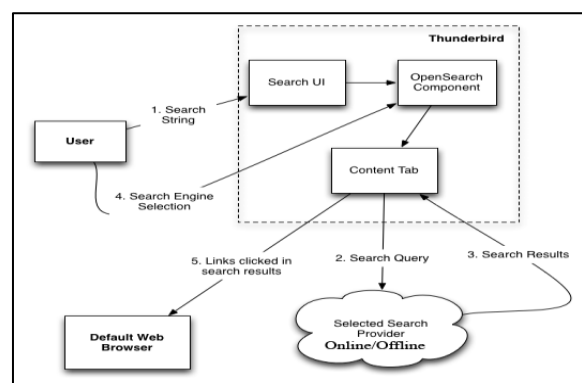 Thunderbird
Search UI
OpenSearch
Component
1. Search
String
User
Content Tab
4. Search Engine
Selection
5. Links clicked in
search results
2. Search Query
3. Search Results
Default Web
Browser
Selected Search
Provider
Online/Offline